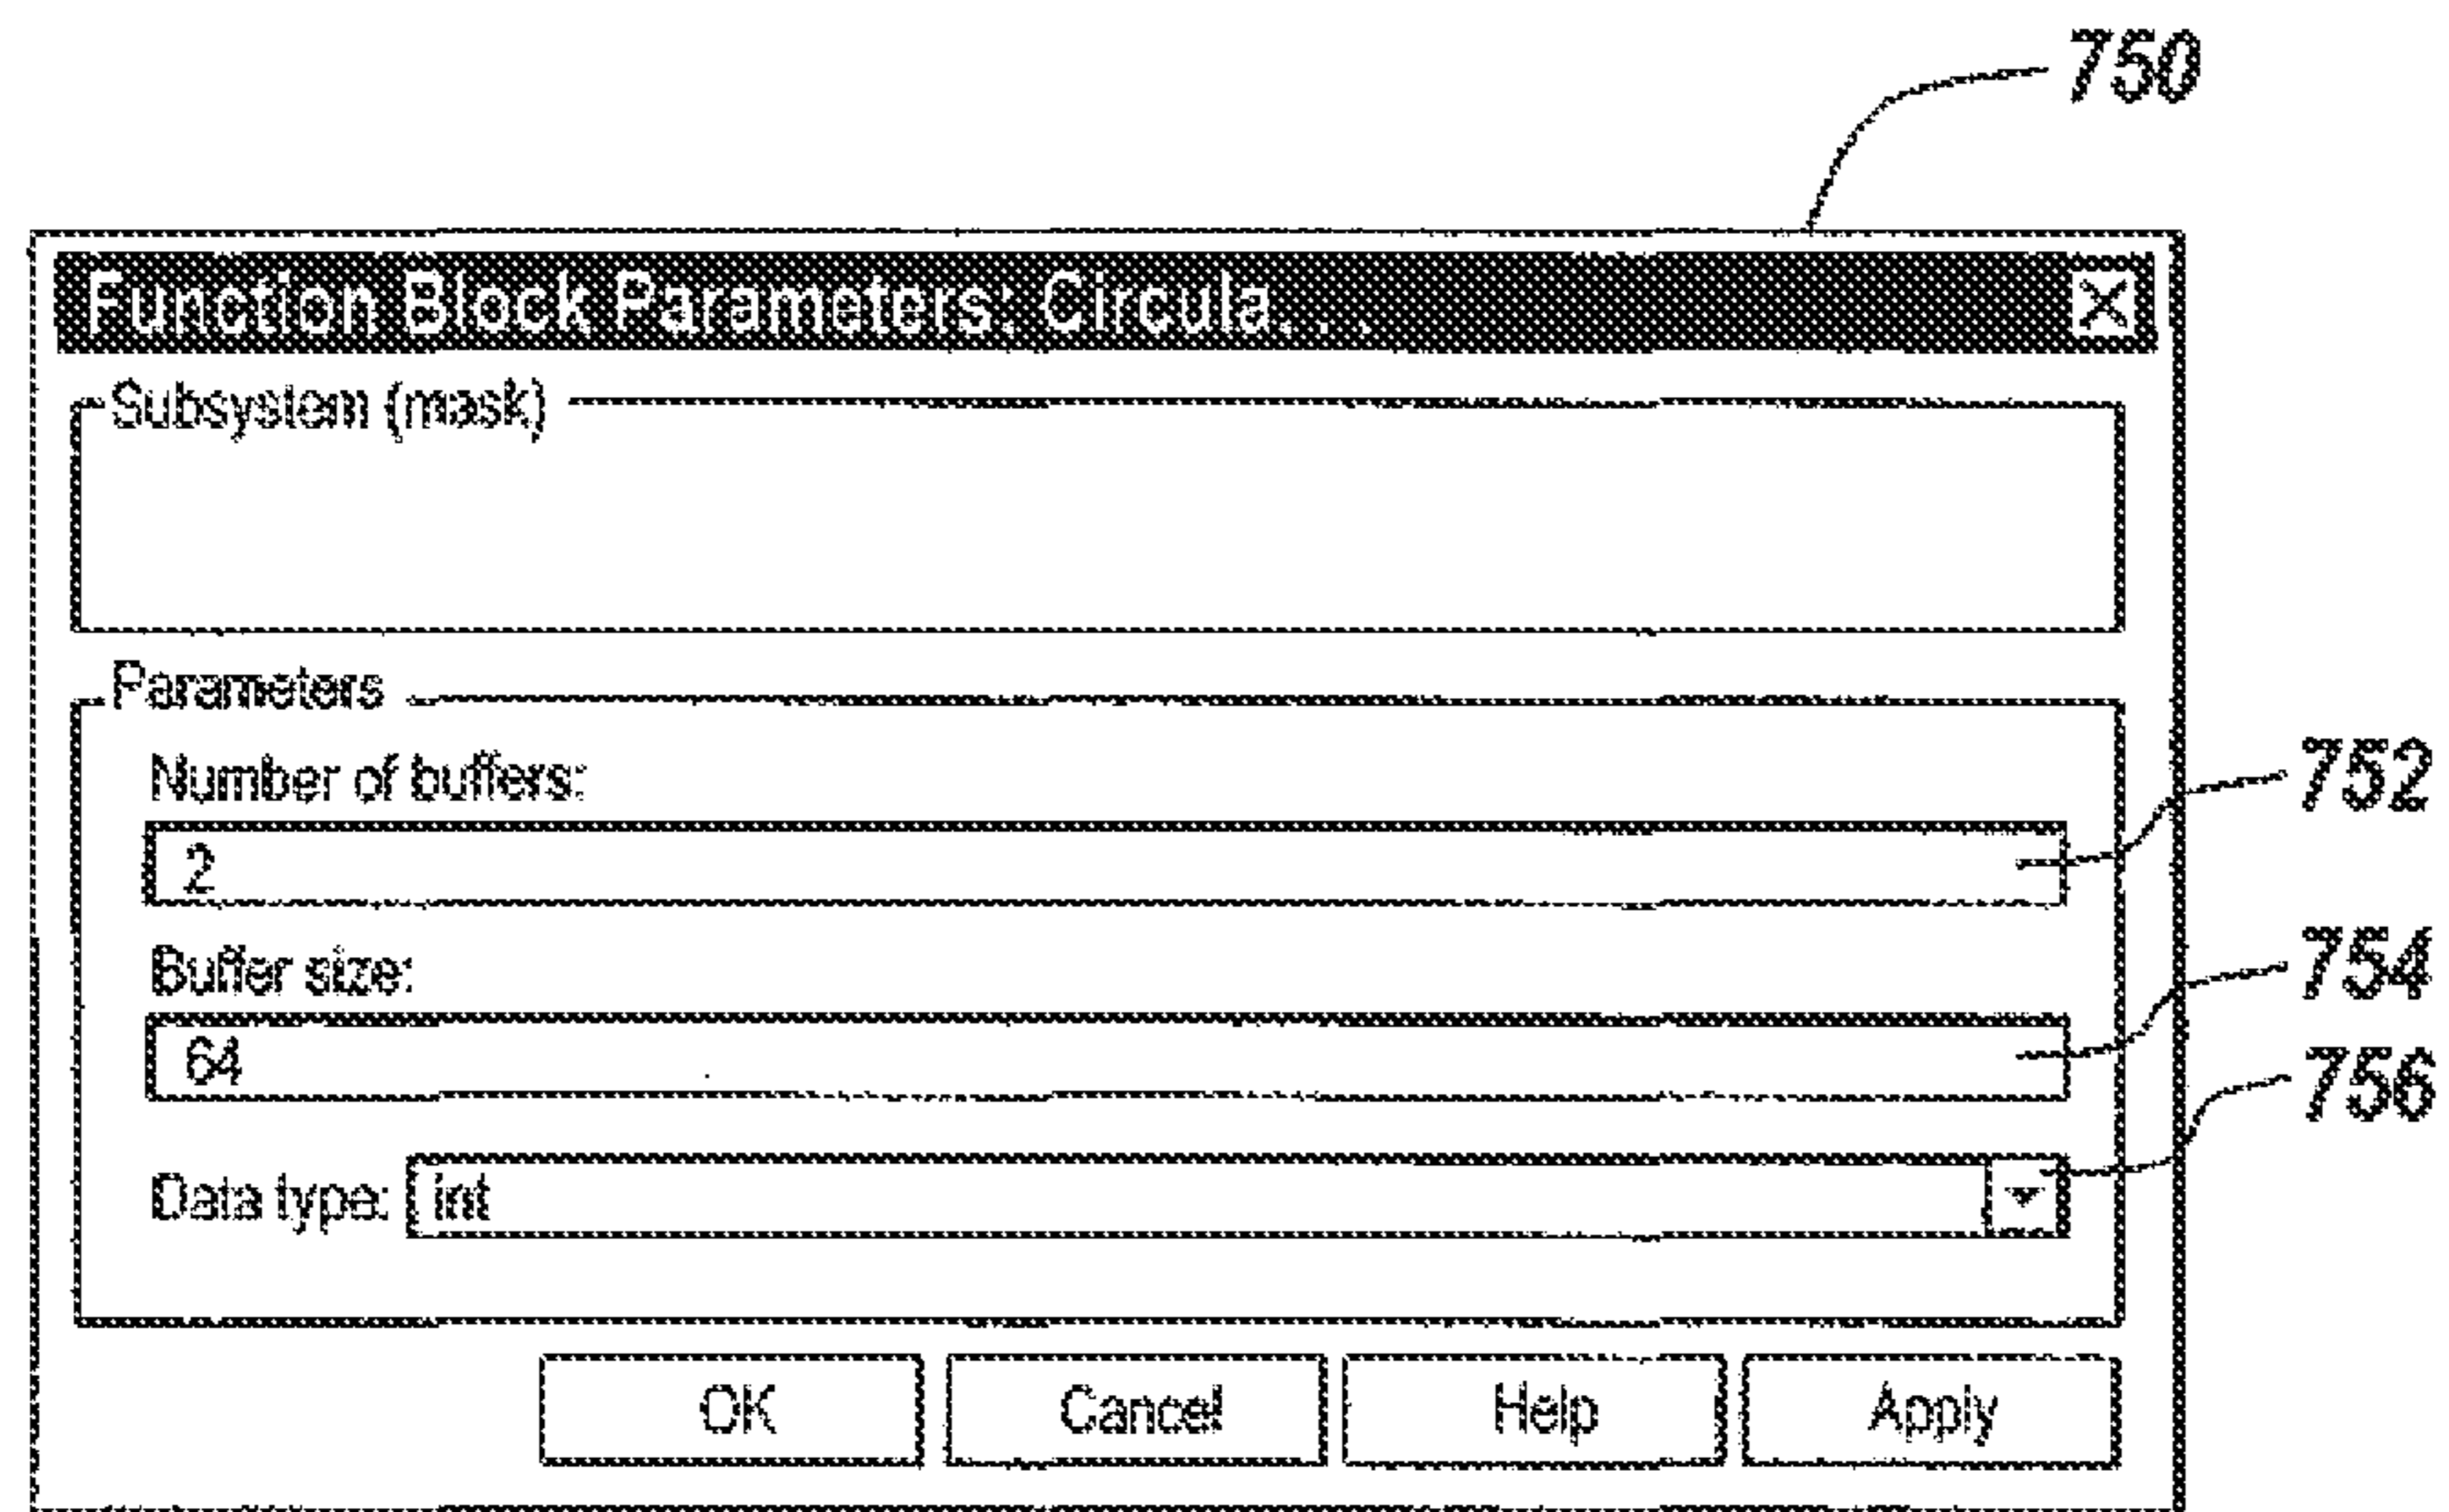 750
Function Block Parameters: Circula. . .
Subsystem (mask)
Parameters
Number of buffers:
752
2
Buffer size:
754
64
756
Data type: int
OK Cancel Help Apply